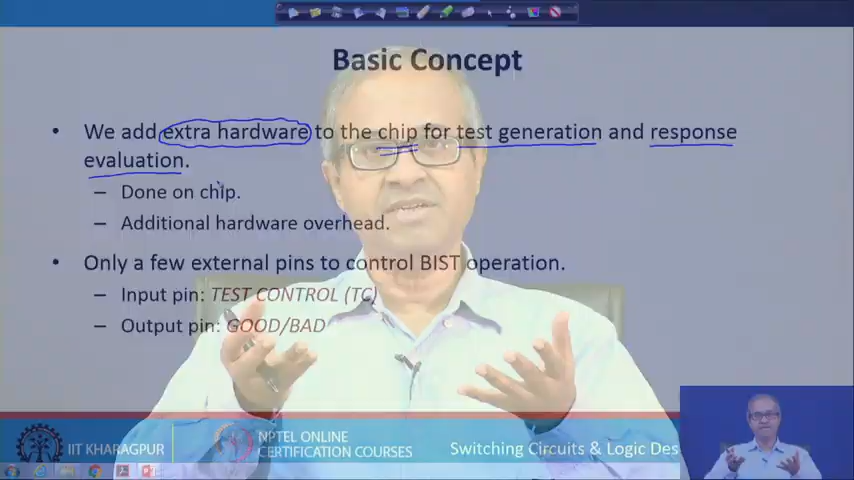 Basic Concept
• We add extra hardware to the chip for test generation and response
evaluation.
– Done on chip.
– Additional hardware overhead.
• Only a few external pins to control BIST operation.
– Input pin: TEST CONTROL (TC)
– Output pin: GOOD/BAD
IIT KHARAGPUR
NPTEL ONLINE
CERTIFICATION COURSES
Switching Circuits & Logic Des